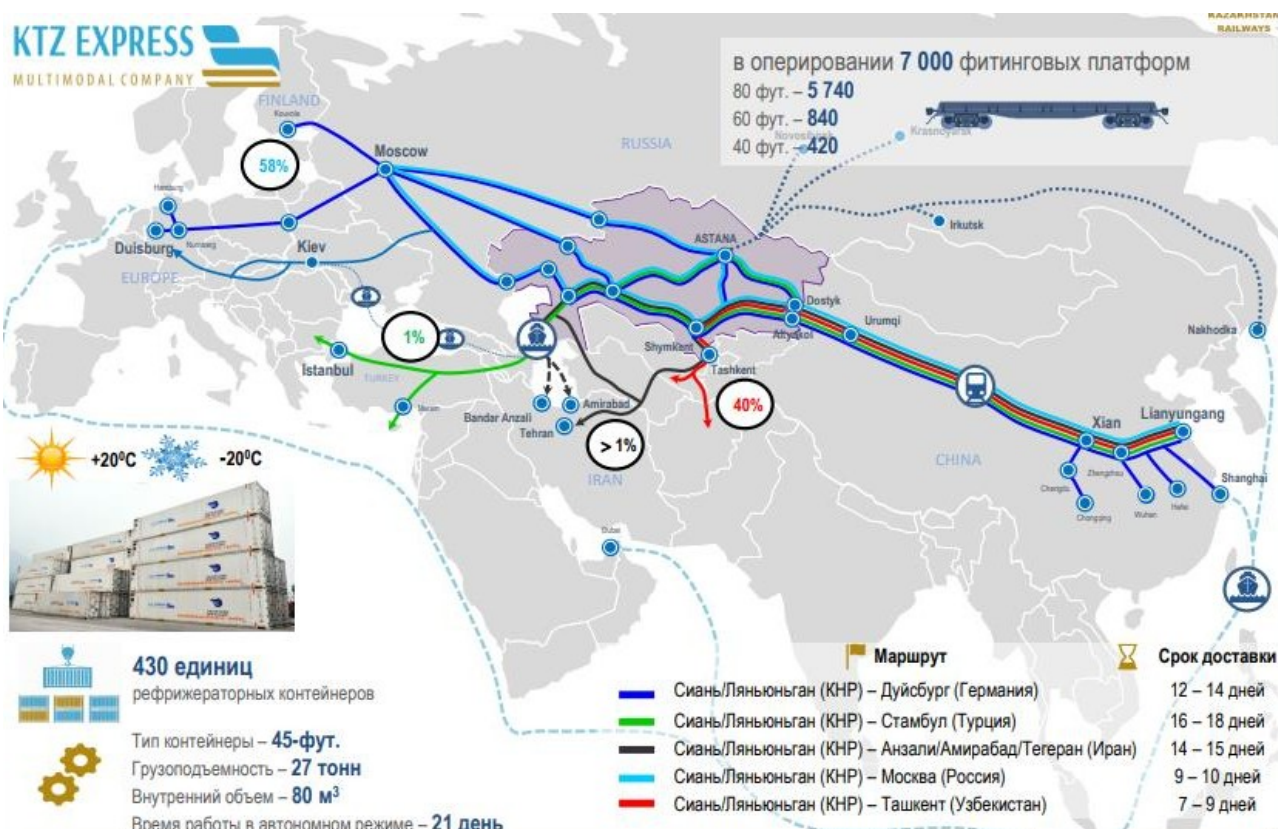 KTZ EXPRESS
MULTIMODAL COMPANY
KAZAKHSTAN
RAILWAYS
в оперировании 7 000 фитинговых платформ
80 фут. – 5 740
60 фут. – 840
40 фут. – 420
Novosibirsk
Krasnoyarsk
FINLAND
Kouvola
58%
Moscow
RUSSIA
Hamburg
Duisburg
Kiev
EUROPE
ASTANA
Irkutsk
Dostyk
Altynkol
Urumqi
Nakhodka
1%
Shymkent
Tashkent
Istanbul
TURKEY
Mersin
Bandar Anzali
Amirabad
Tehran
40%
> 1%
IRAN
Xian
Lianyungang
Zhengzhou
CHINA
Shanghai
Chengdu
Chongqing
Wuhan
Hefei
Dubai
+20⁰C
-20⁰C
430 единиц
рефрижераторных контейнеров
Тип контейнеры – 45-фут.
Грузоподъемность – 27 тонн
Внутренний объем – 80 м³
Время работы в автономном режиме – 21 день
Маршрут Срок доставки
Сиань/Ляньюньган (КНР) – Дуйсбург (Германия) 12 – 14 дней
Сиань/Ляньюньган (КНР) – Стамбул (Турция) 16 – 18 дней
Сиань/Ляньюньган (КНР) – Анзали/Амирабад/Тегеран (Иран) 14 – 15 дней
Сиань/Ляньюньган (КНР) – Москва (Россия) 9 – 10 дней
Сиань/Ляньюньган (КНР) – Ташкент (Узбекистан) 7 – 9 дней